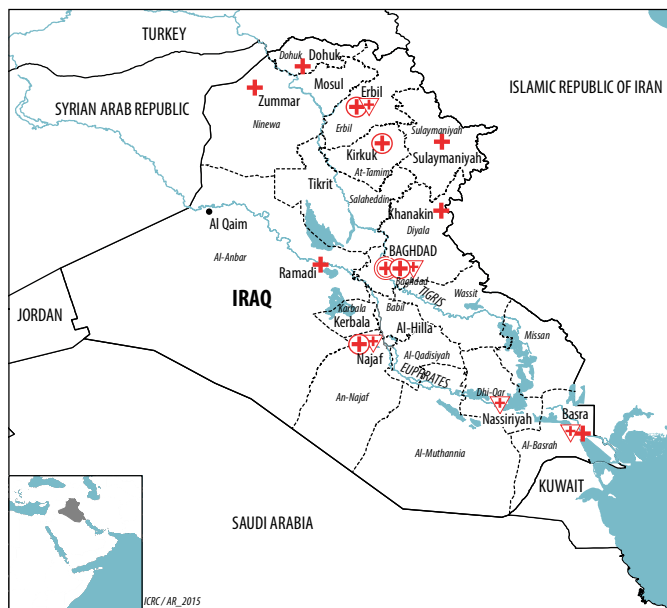 TURKEY
Dohuk
Dohuk
Mosul
Zummar
Erbil
ISLAMIC REPUBLIC OF IRAN
SYRIAN ARAB REPUBLIC
Ninewa
Erbil
Sulaymaniyah
Kirkuk
Sulaymaniyah
At-Tamim
Tikrit
Salaheddin
Khanakin
Al Qaim
Diyala
Al-Anbar
BAGHDAD
Ramadi
Baghdad
TIGRIS
Wassit
IRAQ
JORDAN
Karbala
Babil
Kerbala
Al-Hilla
Missan
Najaf
Al-Qadisiyah
EUPHRATES
An-Najaf
Dhi-Qar
Nassiriyah
Basra
Al-Basrah
Al-Muthannia
KUWAIT
SAUDI ARABIA
ICRC / AR_2015